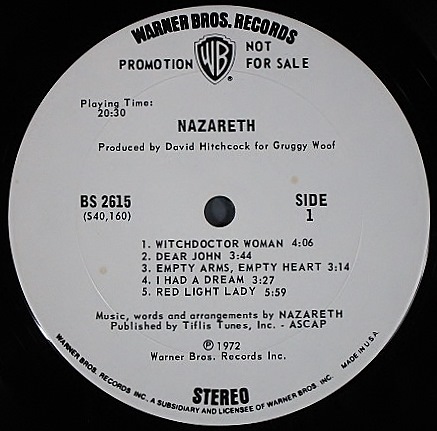 WARNER BROS. RECORDS
PROMOTION NOT FOR SALE
WB
®
Playing Time:
20:30
NAZARETH
Produced by David Hitchcock for Gruggy Woof
BS 2615
(S40,160)
SIDE
1
1. WITCHDOCTOR WOMAN 4:06
2. DEAR JOHN 3:44
3. EMPTY ARMS, EMPTY HEART 3:14
4. I HAD A DREAM 3:27
5. RED LIGHT LADY 5:59
Music, words and arrangements by NAZARETH
Published by Tiflis Tunes, Inc. - ASCAP
℗ 1972
Warner Bros. Records Inc.
STEREO
WARNER BROS. RECORDS INC. A SUBSIDIARY AND LICENSEE OF WARNER BROS. INC. MADE IN U.S.A.